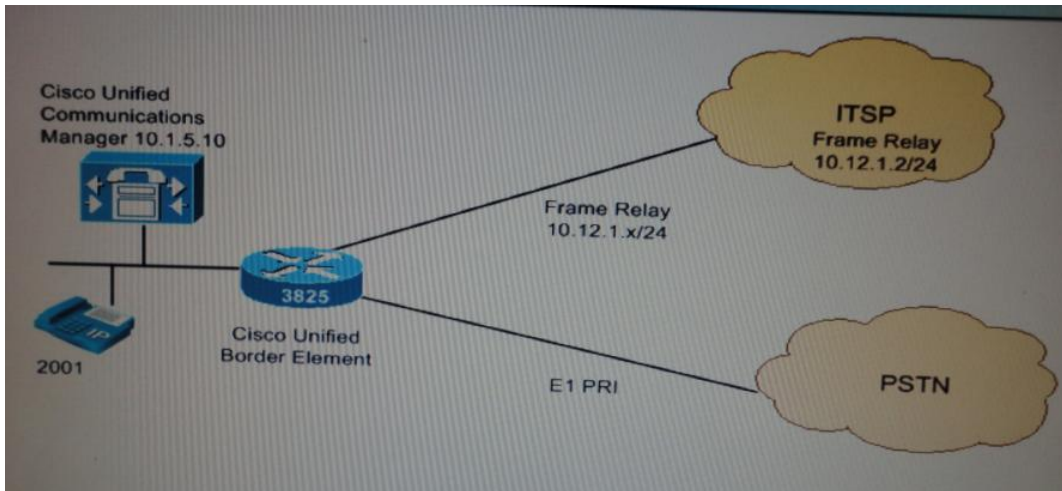 Cisco Unified
Communications
Manager 10.1.5.10
ITSP
Frame Relay
10.12.1.2/24
Frame Relay
10.12.1.x/24
3825
IP
2001
Cisco Unified
Border Element
E1 PRI
PSTN